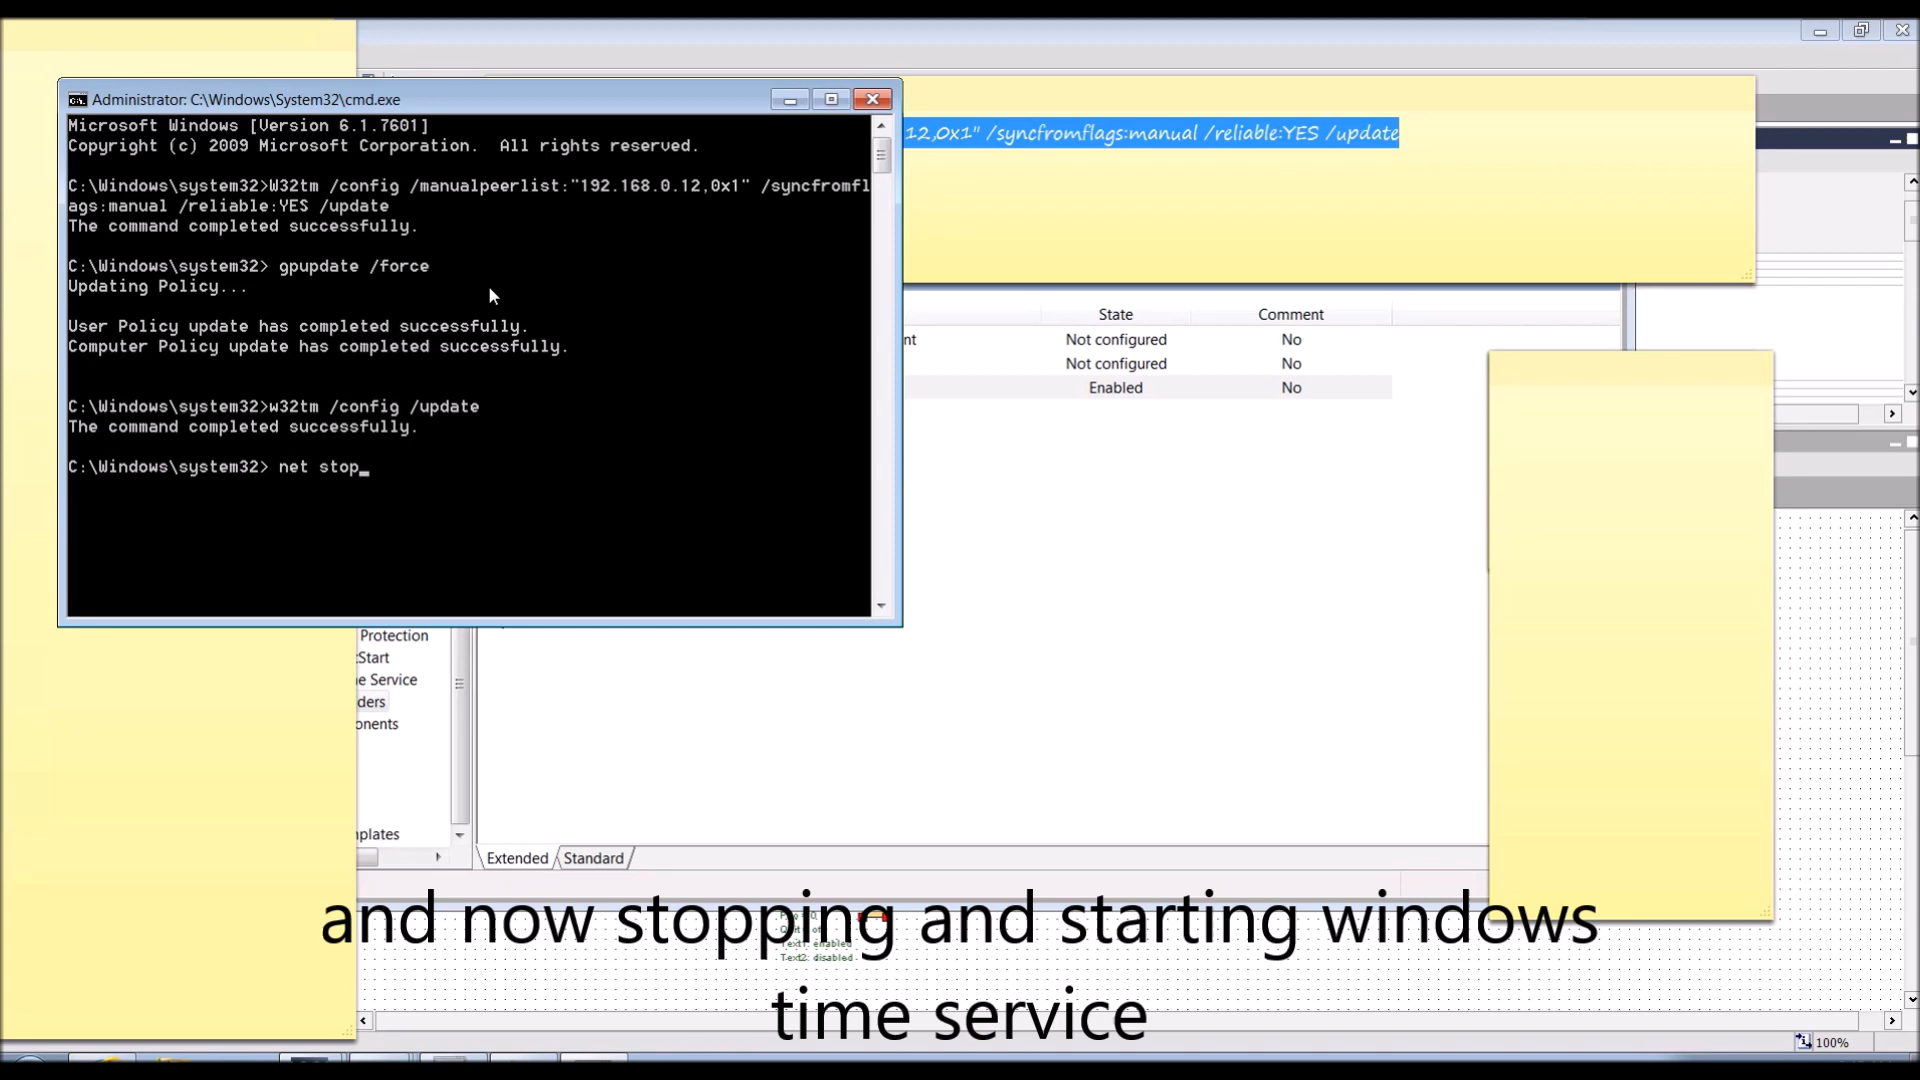 Administrator: C:\Windows\System32\cmd.exe
Microsoft Windows [Version 6.1.7601]
Copyright (c) 2009 Microsoft Corporation.  All rights reserved.
C:\Windows\system32>W32tm /config /manualpeerlist:"192.168.0.12,0x1" /syncfromfl
ags:manual /reliable:YES /update
The command completed successfully.
C:\Windows\system32> gpupdate /force
Updating Policy...
User Policy update has completed successfully.
Computer Policy update has completed successfully.
C:\Windows\system32>w32tm /config /update
The command completed successfully.
C:\Windows\system32> net stop_
12,0x1" /syncfromflags:manual /reliable:YES /update
State Comment
nt Not configured No
Not configured No
Enabled No
Protection
Start
e Service
ders
onents
plates
Extended Standard
Text1: enabled
Text2: disabled
and now stopping and starting windows
time service
100%